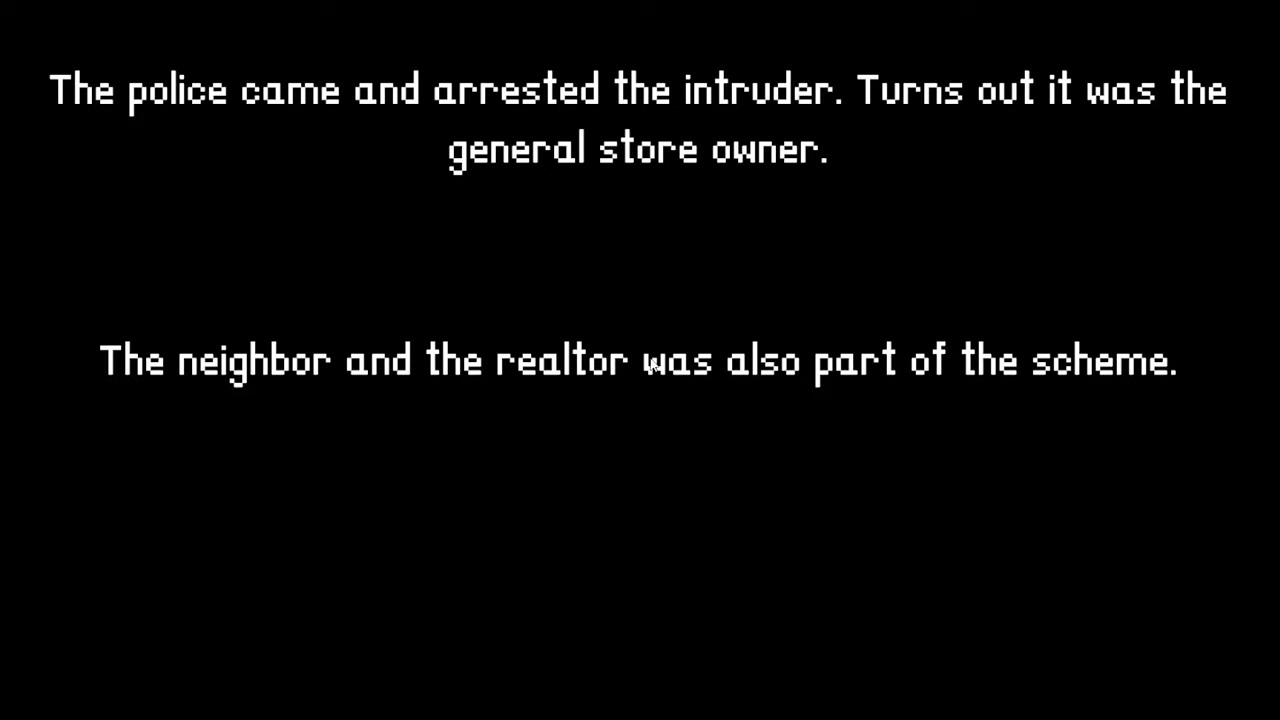 The police came and arrested the intruder. Turns out it was the
general store owner.
The neighbor and the realtor was also part of the scheme.